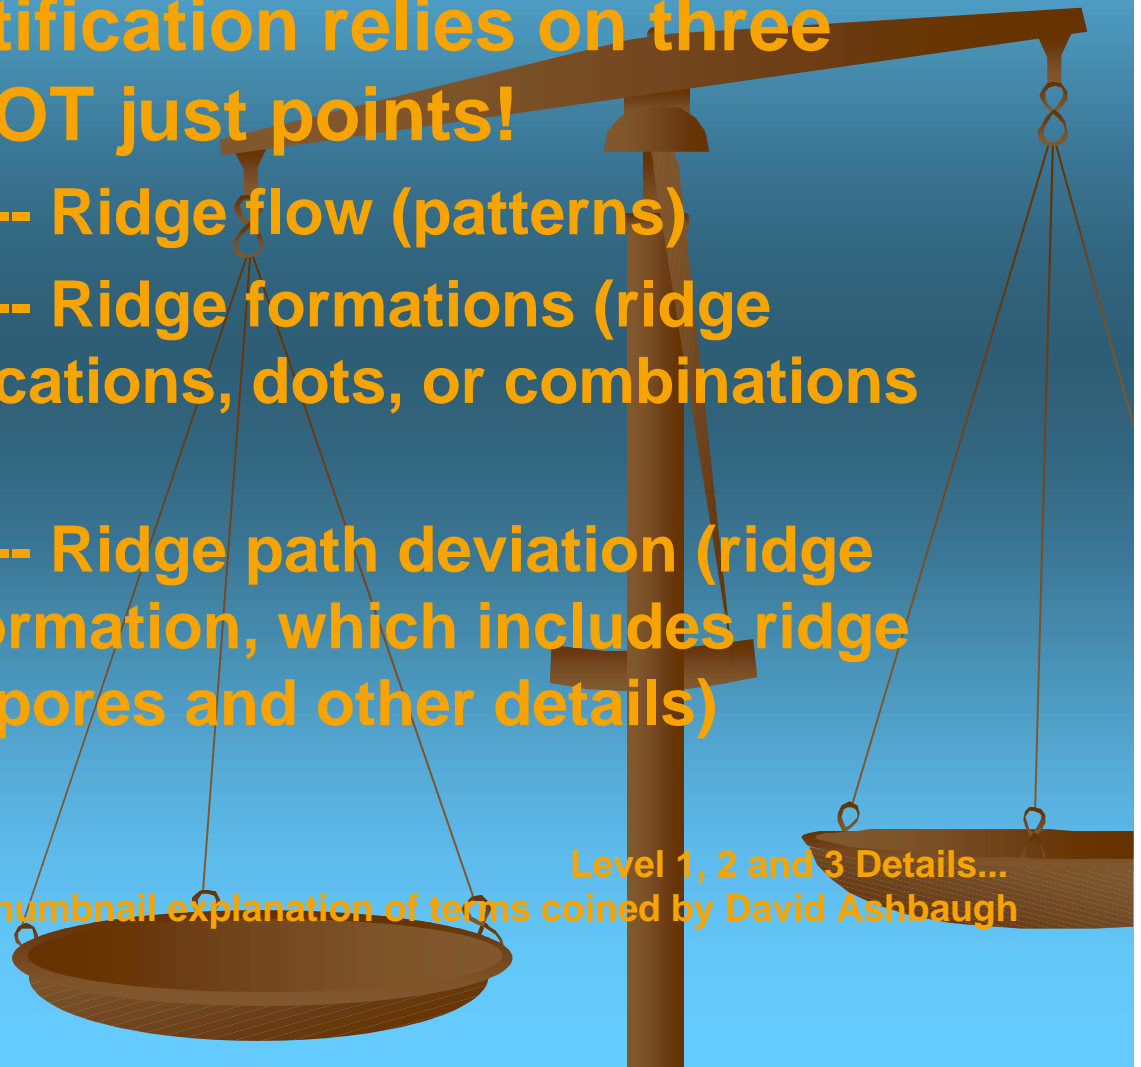 tification relies on three
OT just points!
-- Ridge flow (patterns)
-- Ridge formations (ridge
cations, dots, or combinations
-- Ridge path deviation (ridge
ormation, which includes ridge
pores and other details)
Level 1, 2 and 3 Details...
humbnail explanation of terms coined by David Ashbaugh